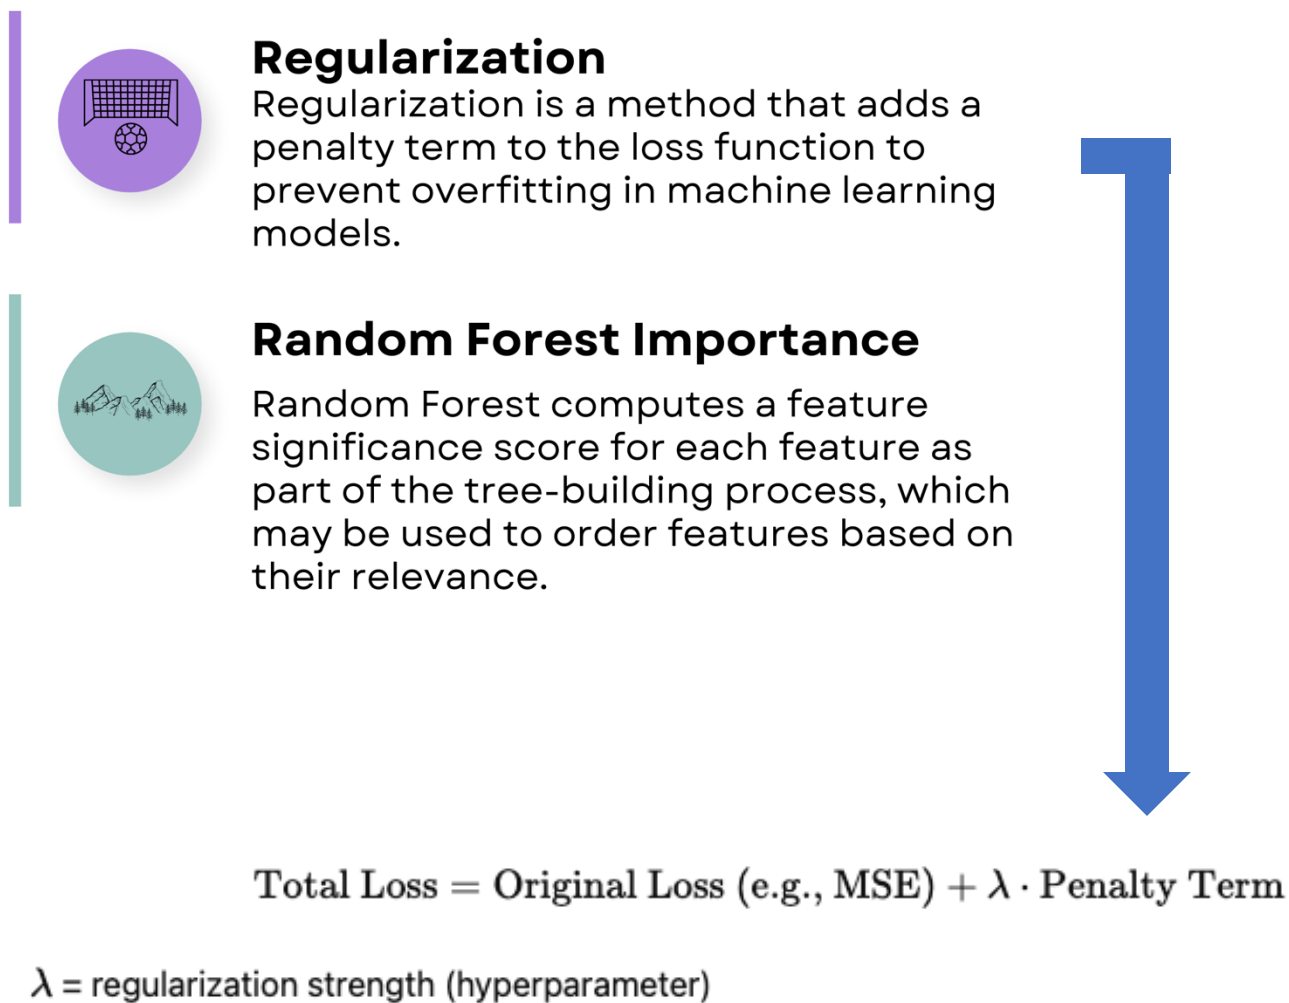 Regularization
Regularization is a method that adds a
penalty term to the loss function to
prevent overfitting in machine learning
models.
Random Forest Importance
Random Forest computes a feature
significance score for each feature as
part of the tree-building process, which
may be used to order features based on
their relevance.
Total Loss = Original Loss (e.g., MSE) + λ · Penalty Term
λ = regularization strength (hyperparameter)